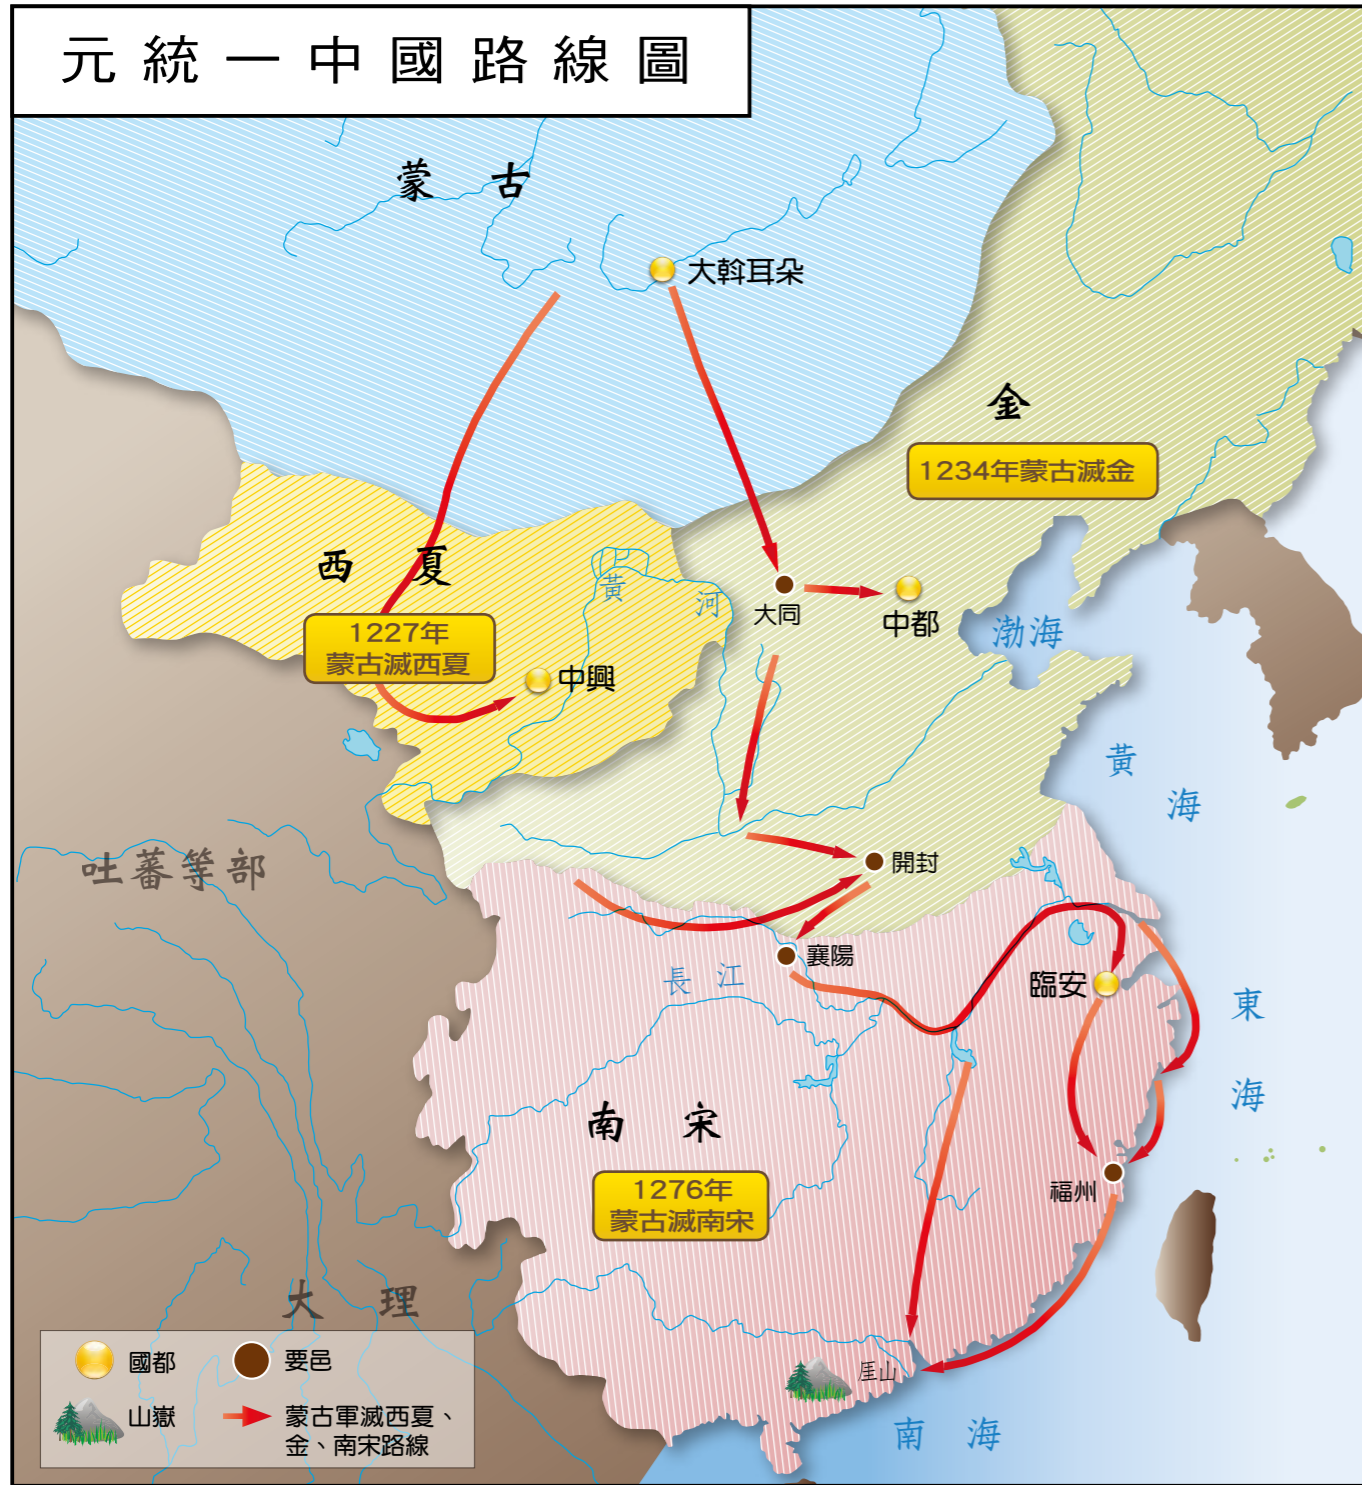 元統一中國路線圖
蒙古
大斡耳朵
金
1234年蒙古滅金
西夏
黃河
大同
中都
渤海
1227年
蒙古滅西夏
中興
黃海
吐蕃等部
開封
襄陽
長江
臨安
東海
南宋
1276年
蒙古滅南宋
福州
大理
厓山
南海
國都
要邑
山嶽
蒙古軍滅西夏、
金、南宋路線